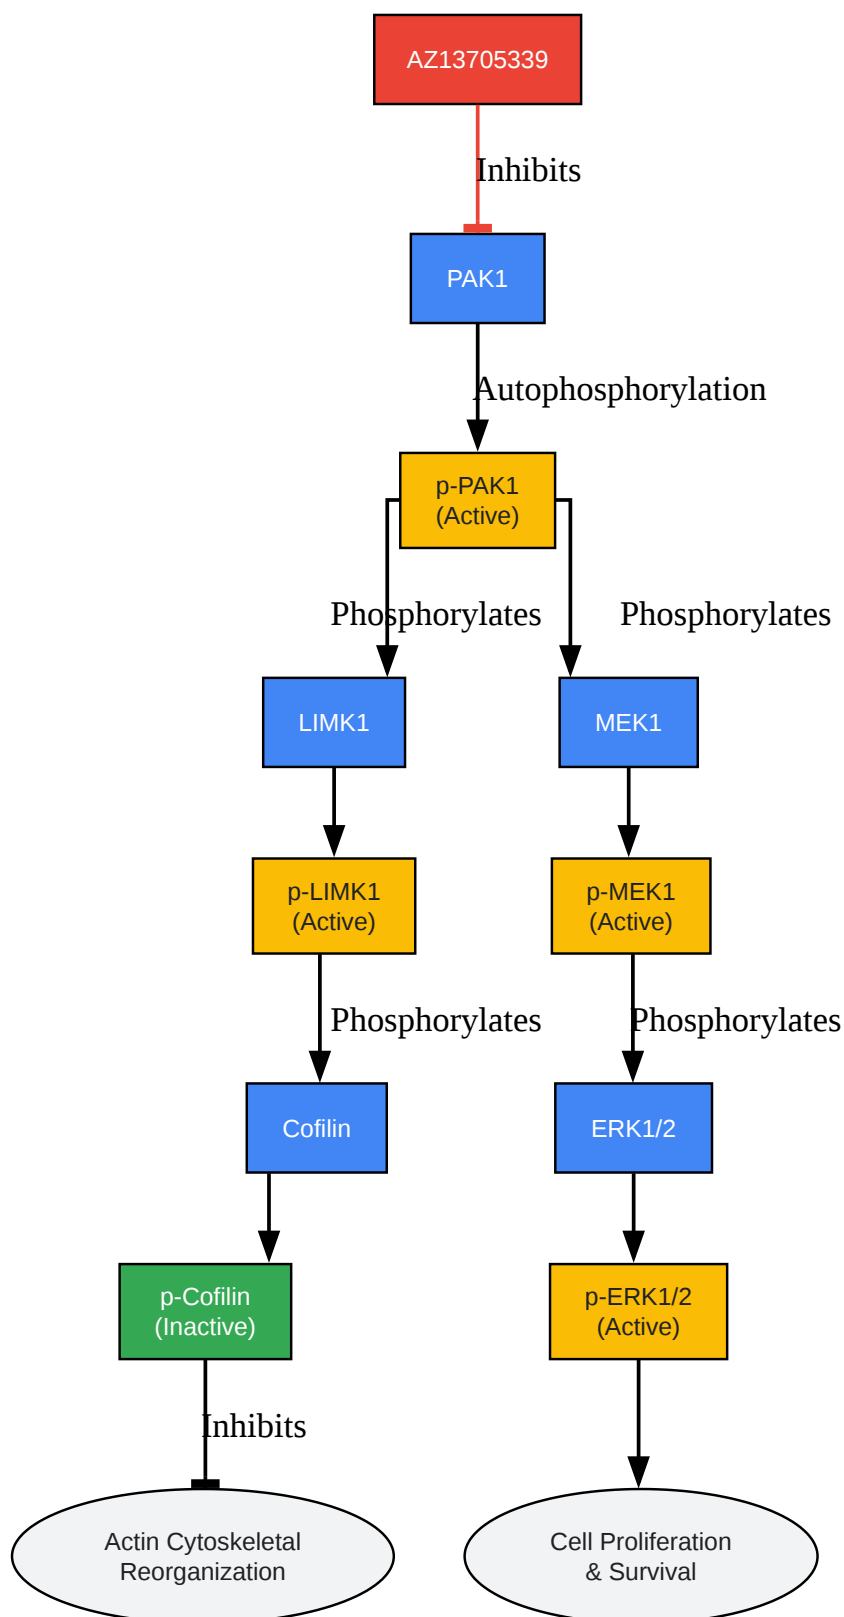 AZ13705339
Inhibits
PAK1
Autophosphorylation
p-PAK1
(Active)
Phosphorylates
Phosphorylates
LIMK1
MEK1
p-LIMK1
(Active)
p-MEK1
(Active)
Phosphorylates
Phosphorylates
Cofilin
ERK1/2
p-Cofilin
(Inactive)
p-ERK1/2
(Active)
Inhibits
Actin Cytoskeletal
Reorganization
Cell Proliferation
& Survival